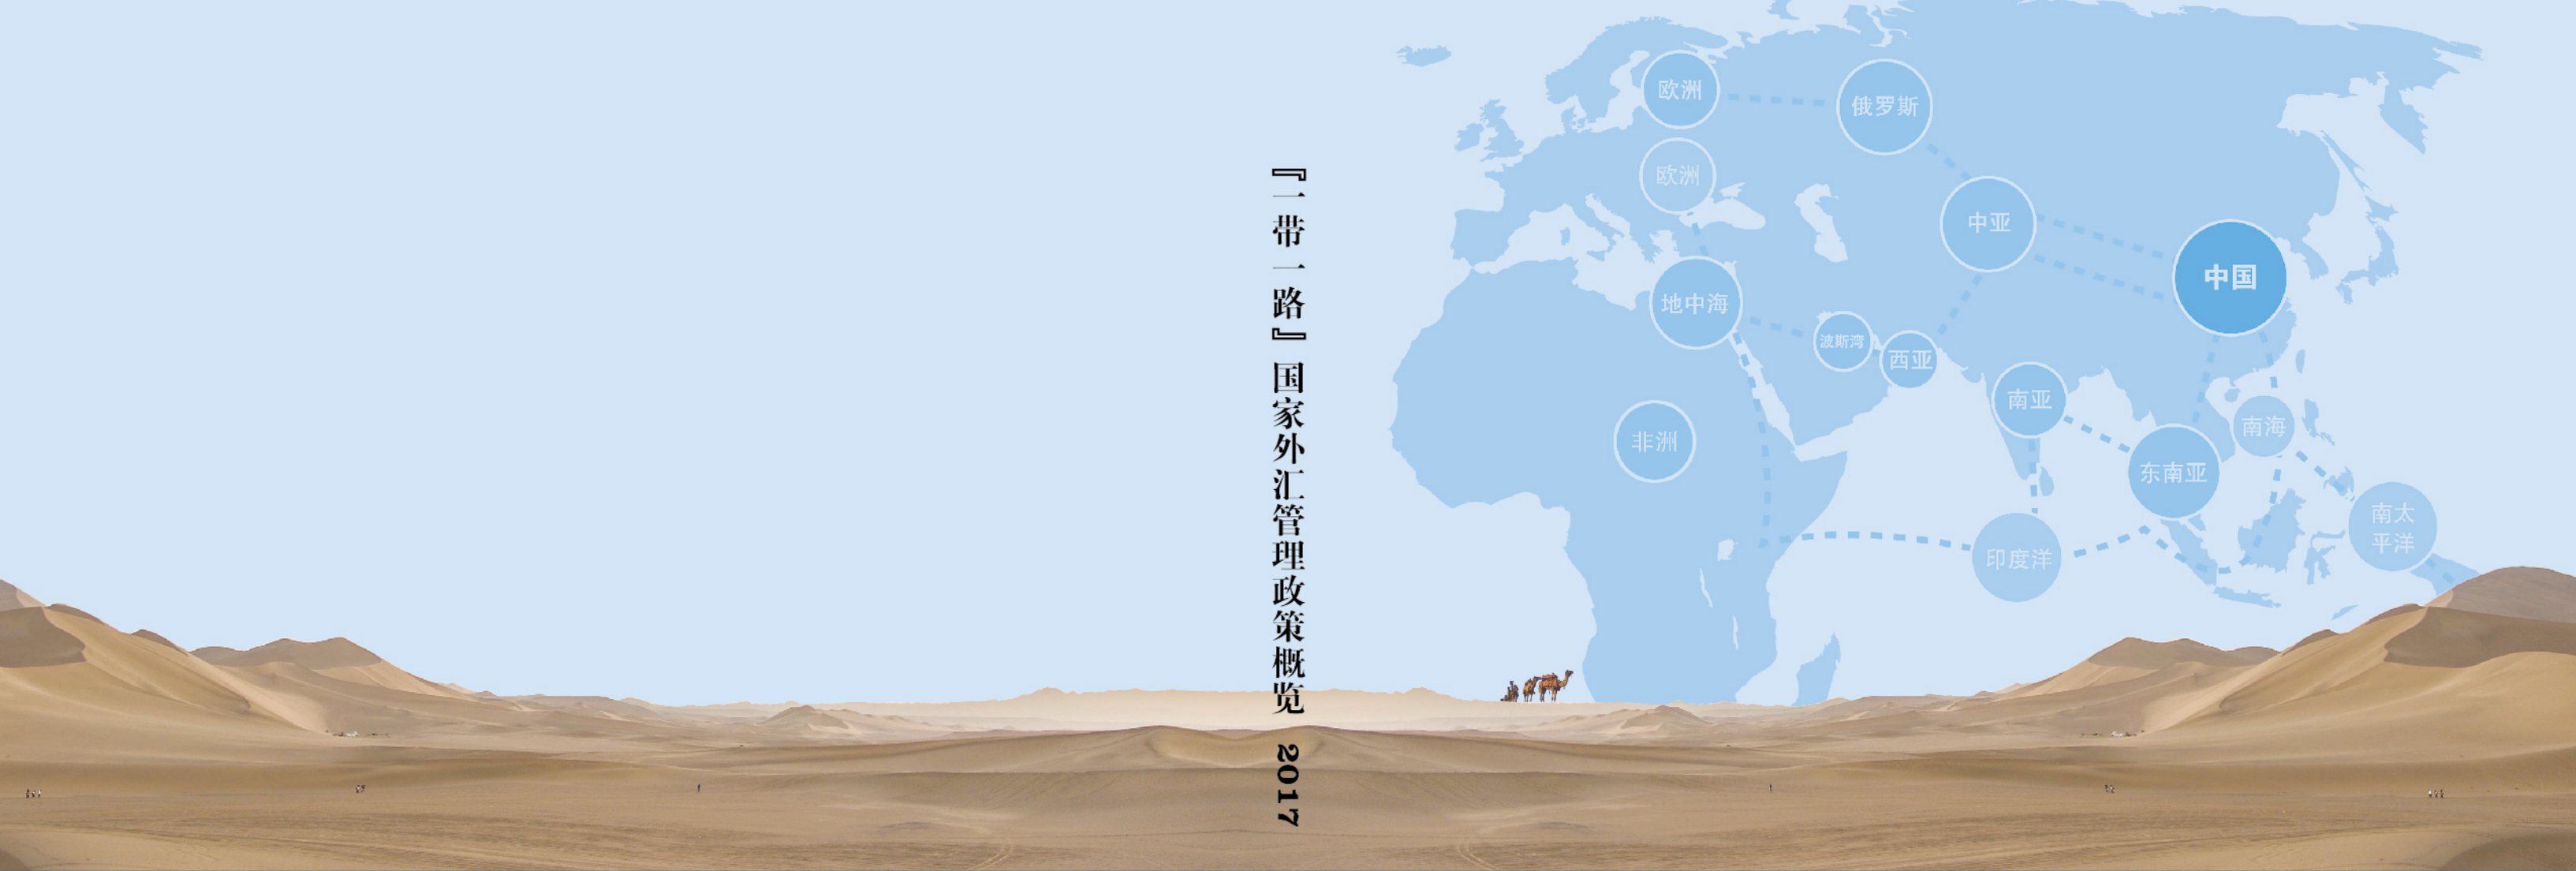 『一带一路』国家外汇管理政策概览 2017
欧洲
俄罗斯
欧洲
中亚
中国
地中海
波斯湾
西亚
南亚
南海
非洲
东南亚
南太
平洋
印度洋